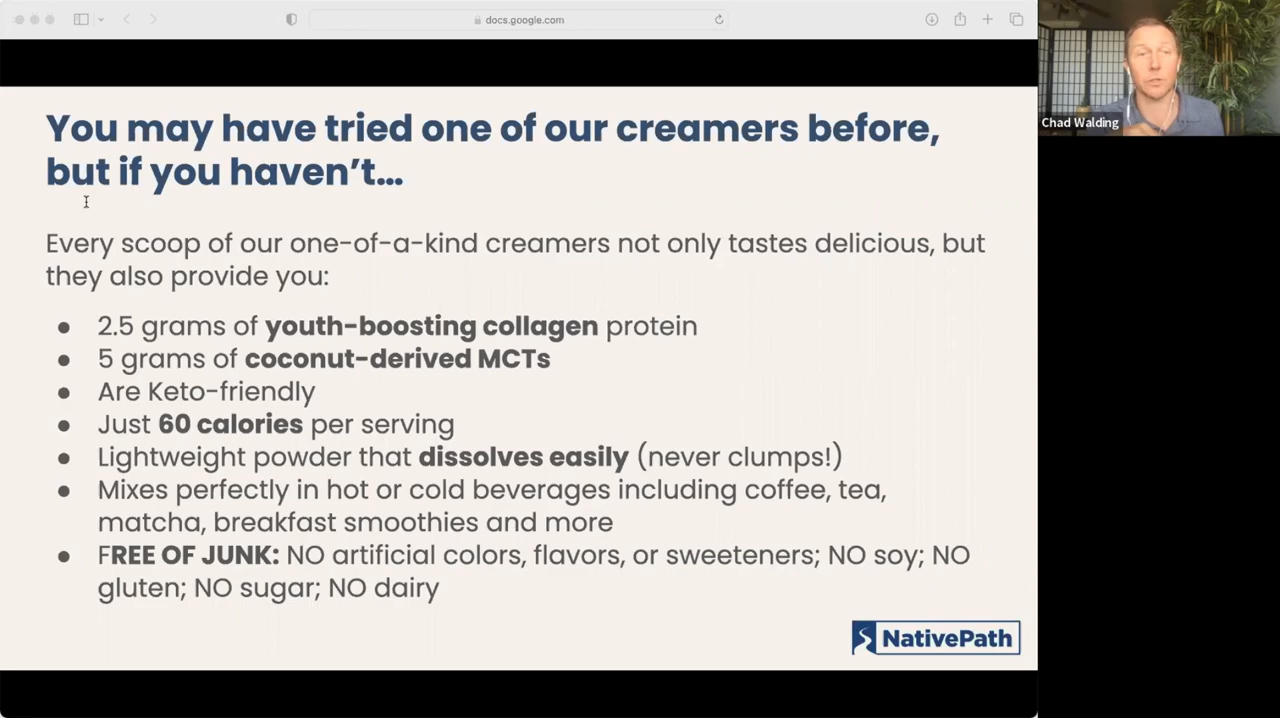 docs.google.com
Chad Walding
You may have tried one of our creamers before,
but if you haven’t…
Every scoop of our one-of-a-kind creamers not only tastes delicious, but
they also provide you:
● 2.5 grams of youth-boosting collagen protein
● 5 grams of coconut-derived MCTs
● Are Keto-friendly
● Just 60 calories per serving
● Lightweight powder that dissolves easily (never clumps!)
● Mixes perfectly in hot or cold beverages including coffee, tea,
matcha, breakfast smoothies and more
● FREE OF JUNK: NO artificial colors, flavors, or sweeteners; NO soy; NO
gluten; NO sugar; NO dairy
NativePath